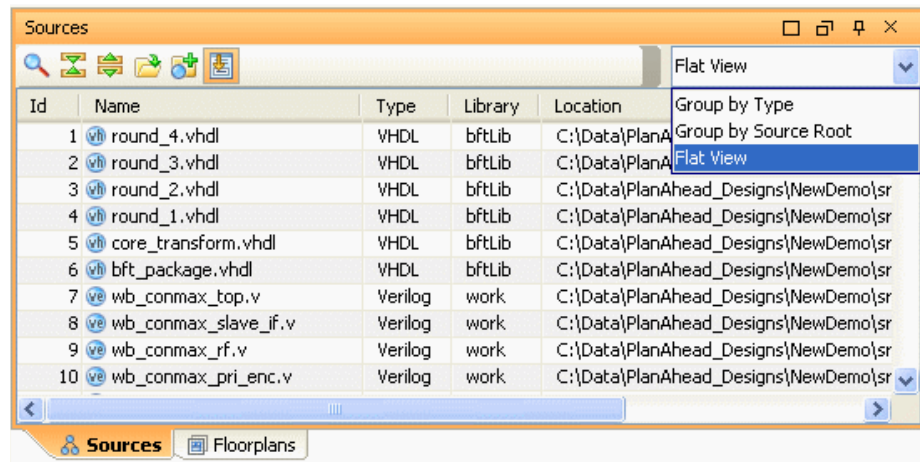 Sources
Flat View
Id Name Type Library Location
Group by Type
Group by Source Root
Flat View
1 round_4.vhdl VHDL bftLib C:\Data\PlanA
2 round_3.vhdl VHDL bftLib C:\Data\PlanA
3 round_2.vhdl VHDL bftLib C:\Data\PlanAhead_Designs\NewDemo\sr
4 round_1.vhdl VHDL bftLib C:\Data\PlanAhead_Designs\NewDemo\sr
5 core_transform.vhdl VHDL bftLib C:\Data\PlanAhead_Designs\NewDemo\sr
6 bft_package.vhdl VHDL bftLib C:\Data\PlanAhead_Designs\NewDemo\sr
7 wb_conmax_top.v Verilog work C:\Data\PlanAhead_Designs\NewDemo\sr
8 wb_conmax_slave_if.v Verilog work C:\Data\PlanAhead_Designs\NewDemo\sr
9 wb_conmax_rf.v Verilog work C:\Data\PlanAhead_Designs\NewDemo\sr
10 wb_conmax_pri_enc.v Verilog work C:\Data\PlanAhead_Designs\NewDemo\sr
Sources Floorplans